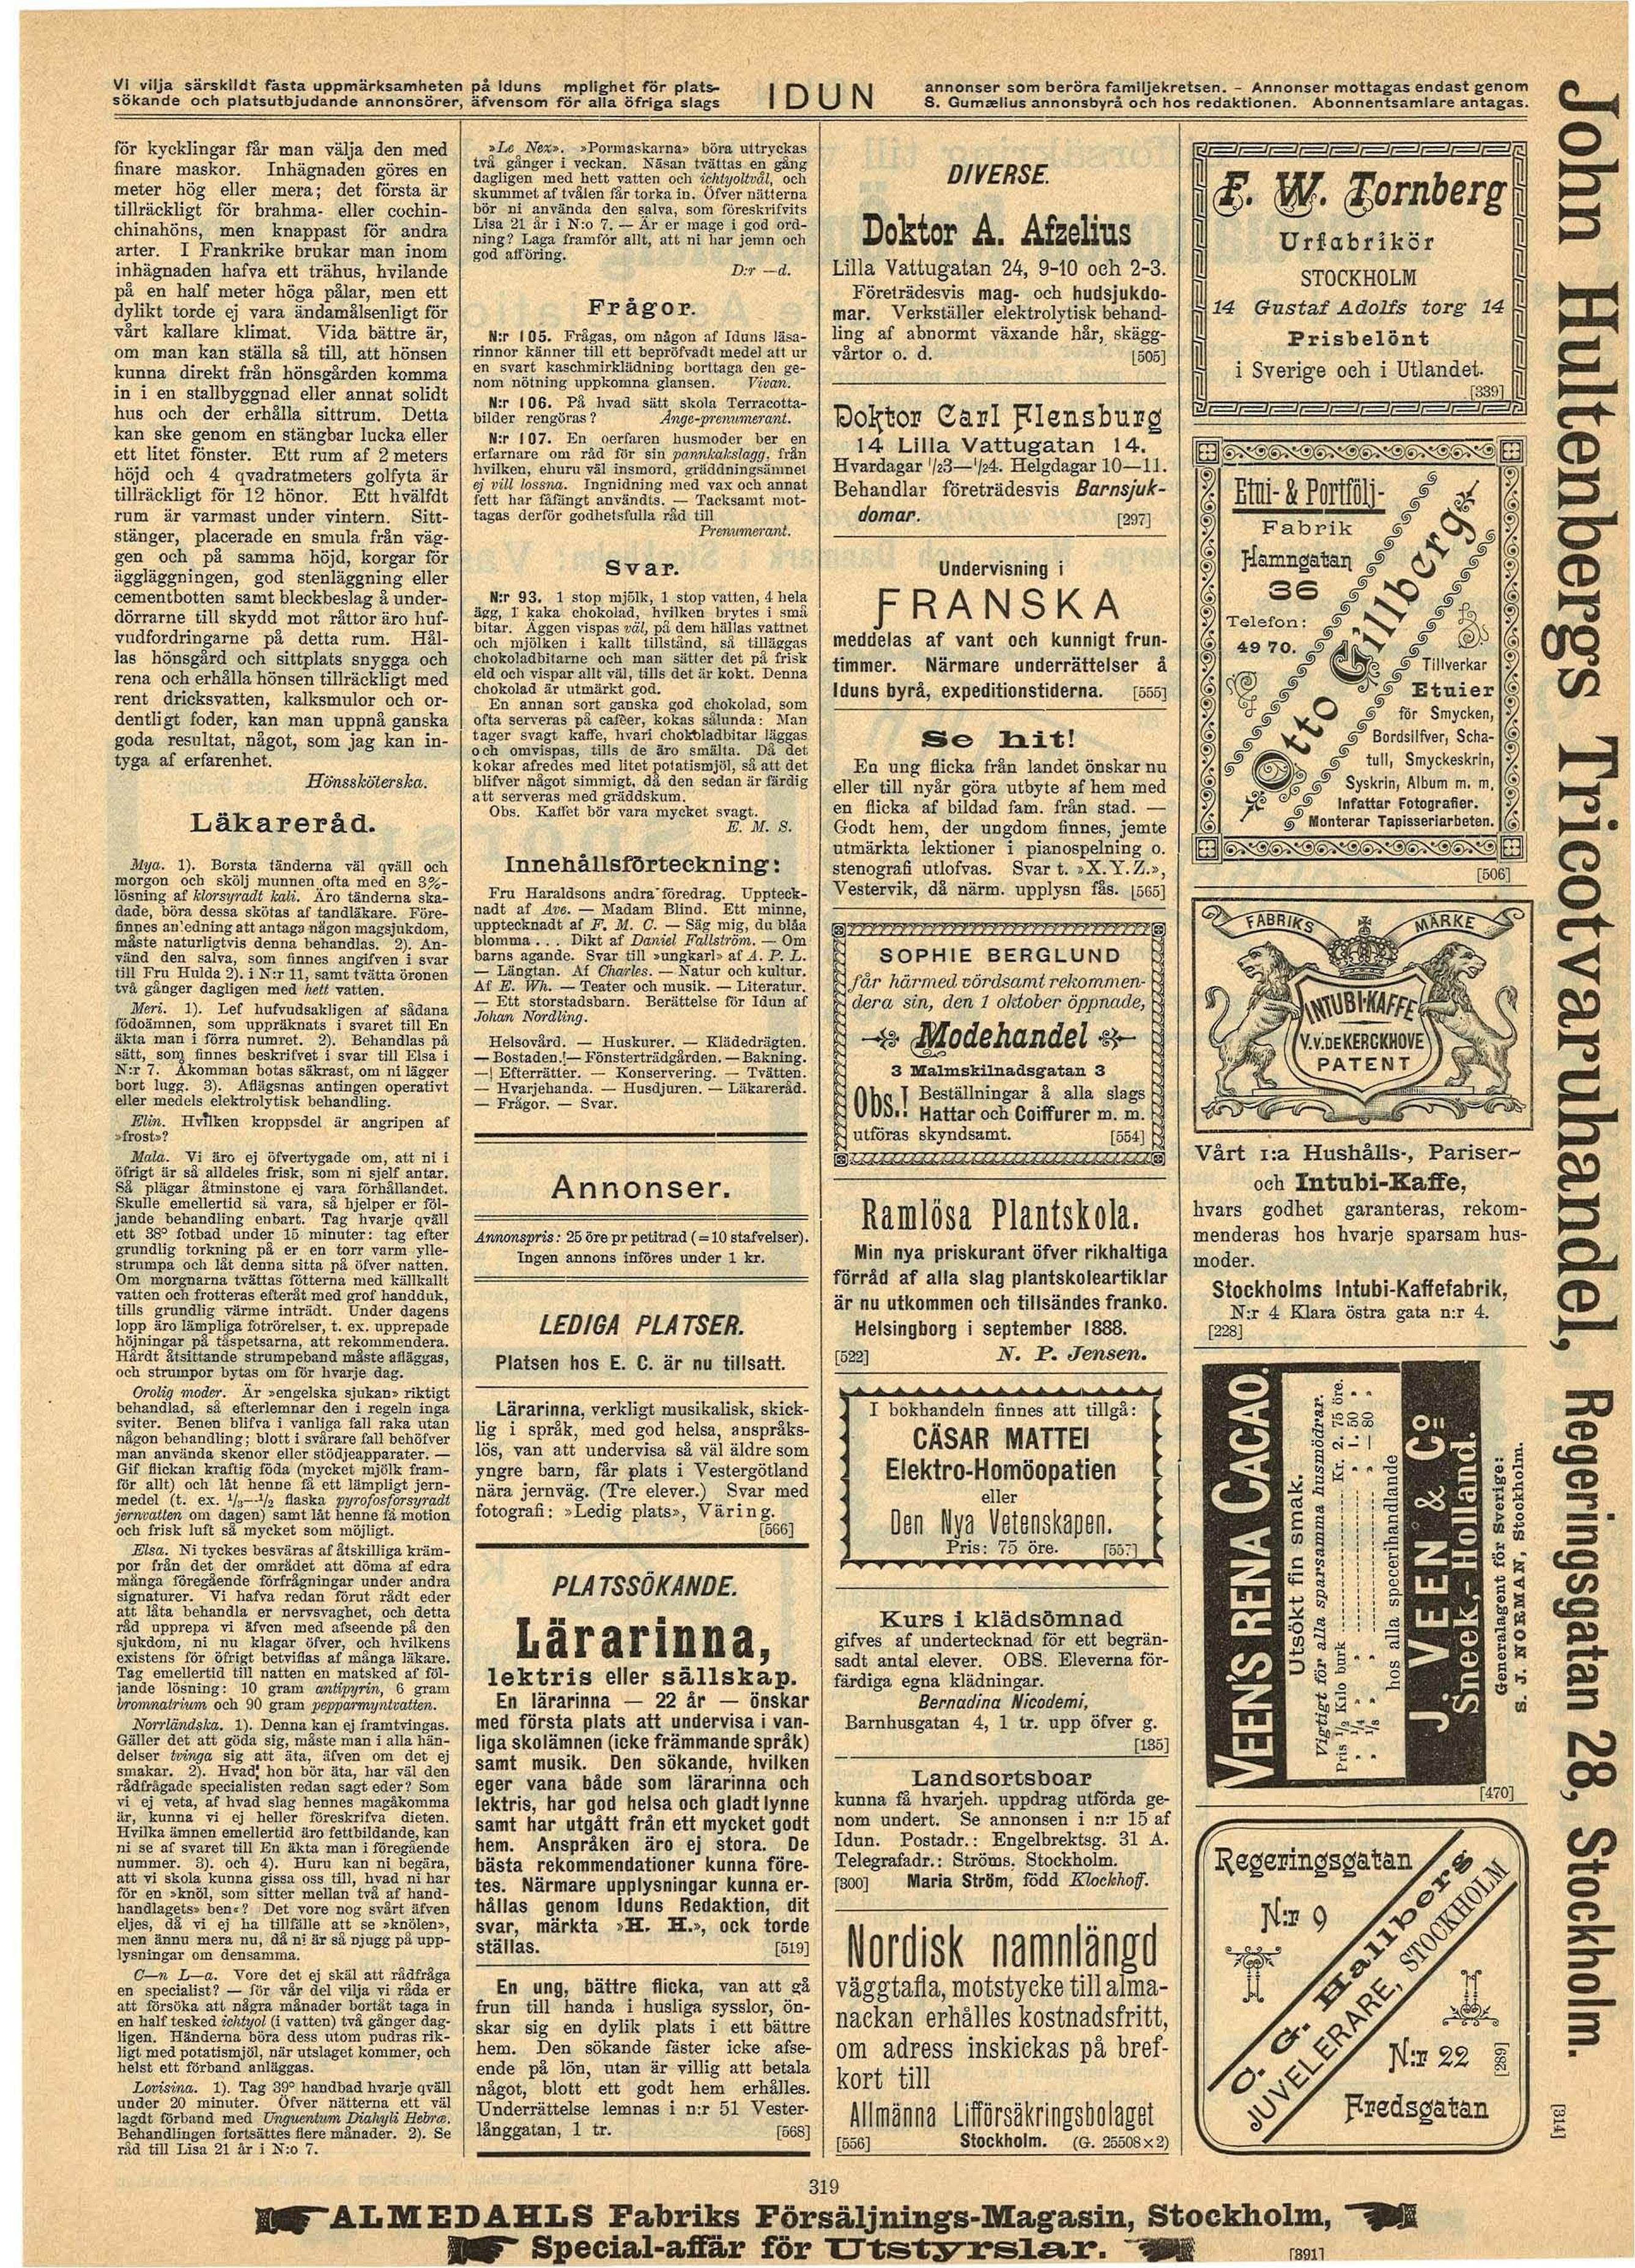 Vi vilja särskildt fästa uppmärksamheten på Iduns mplighet för plats-
sökande och platsutbjudande annonsörer, äfvensom för alla öfriga slags
IDUN
annonser som beröra familjekretsen. - Annonser mottagas endast genom
S. Gumælius annonsbyrå och hos redaktionen. Abonnentsamlare antagas.
för kycklingar får man välja den med
finare maskor. Inhägnaden göres en
meter hög eller mera; det första är
tillräckligt för brahma- eller cochin-
chinahöns, men knappast för andra
arter. I Frankrike brukar man inom
inhägnaden hafva ett trähus, hvilande
på en half meter höga pålar, men ett
dylikt torde ej vara ändamålsenligt för
vårt kallare klimat. Vida bättre är,
om man kan ställa så till, att hönsen
kunna direkt från hönsgården komma
in i en stallbyggnad eller annat solidt
hus och der erhålla sittrum. Detta
kan ske genom en stängbar lucka eller
ett litet fönster. Ett rum af 2 meters
höjd och 4 qvadratmeters golfyta är
tillräckligt för 12 hönor. Ett hvälfdt
rum är varmast under vintern. Sitt-
stänger, placerade en smula från väg-
gen och på samma höjd, korgar för
äggläggningen, god stenläggning eller
cementbotten samt bleckbeslag å under-
dörrarne till skydd mot råttor äro huf-
vudfordringarne på detta rum. Hål-
las hönsgård och sittplats snygga och
rena och erhålla hönsen tillräckligt med
rent dricksvatten, kalksmulor och or-
dentligt foder, kan man uppnå ganska
goda resultat, något, som jag kan in-
tyga af erfarenhet.
Hönssköterska.
Läkareråd.
Mya. 1). Borsta tänderna väl qväll och
morgon och skölj munnen ofta med en 3%-
lösning af klorsyradt kali. Äro tänderna ska-
dade, böra dessa skötas af tandläkare. Före-
finnes anledning att antaga någon magsjukdom,
måste naturligtvis denna behandlas. 2). An-
vänd den salva, som finnes angifven i svar
till Fru Hulda 2). i N:r 11, samt tvätta öronen
två gånger dagligen med hett vatten.
Meri. 1). Lef hufvudsakligen af sådana
födoämnen, som uppräknats i svaret till En
äkta man i förra numret. 2). Behandlas på
sätt, som finnes beskrifvet i svar till Elsa i
N:r 7. Åkomman botas säkrast, om ni lägger
bort lugg. 3). Aflägsnas antingen operativt
eller medels elektrolytisk behandling.
Elin. Hvilken kroppsdel är angripen af
»frost»?
Mala. Vi äro ej öfvertygade om, att ni i
öfrigt är så alldeles frisk, som ni sjelf antar.
Så plägar åtminstone ej vara förhållandet.
Skulle emellertid så vara, så hjelper er föl-
jande behandling enbart. Tag hvarje qväll
ett 38° fotbad under 15 minuter: tag efter
grundlig torkning på er en torr varm ylle-
strumpa och låt denna sitta på öfver natten.
Om morgnarna tvättas fötterna med källkallt
vatten och frotteras efteråt med grof handduk,
tills grundlig värme inträdt. Under dagens
lopp äro lämpliga fotrörelser, t. ex. upprepade
höjningar på tåspetsarna, att rekommendera.
Hårdt åtsittande strumpeband måste afläggas,
och strumpor bytas om för hvarje dag.
Orolig moder. Är »engelska sjukan» riktigt
behandlad, så efterlemnar den i regeln inga
sviter. Benen blifva i vanliga fall raka utan
någon behandling; blott i svårare fall behöfver
man använda skenor eller stödjeapparater. —
Gif flickan kraftig föda (mycket mjölk fram-
för allt) och låt henne få ett lämpligt jern-
medel (t. ex. 1/3--1/2 flaska pyrofosforsyradt
jernvatten om dagen) samt låt henne få motion
och frisk luft så mycket som möjligt.
Elsa. Ni tyckes besväras af åtskilliga kräm-
por från det der området att döma af edra
många föregående förfrågningar under andra
signaturer. Vi hafva redan förut rådt eder
att låta behandla er nervsvaghet, och detta
råd upprepa vi äfven med afseende på den
sjukdom, ni nu klagar öfver, och hvilkens
existens för öfrigt betviflas af många läkare.
Tag emellertid till natten en matsked af föl-
jande lösning: 10 gram antipyrin, 6 gram
bromnatrium och 90 gram pepparmyntvatten.
Norrländska. 1). Denna kan ej framtvingas.
Gäller det att göda sig, måste man i alla hän-
delser tvinga sig att äta, äfven om det ej
smakar. 2). Hvad hon bör äta, har väl den
rådfrågade specialisten redan sagt eder? Som
vi ej veta, af hvad slag hennes magåkomma
är, kunna vi ej heller föreskrifva dieten.
Hvilka ämnen emellertid äro fettbildande, kan
ni se af svaret till En äkta man i föregående
nummer. 3). och 4). Huru kan ni begära,
att vi skola kunna gissa oss till, hvad ni har
för en »knöl, som sitter mellan två af hand-
handlagets» ben«? Det vore nog svårt äfven
eljes, då vi ej ha tillfälle att se »knölen»,
men ännu mera nu, då ni är så njugg på upp-
lysningar om densamma.
C—n L—a. Vore det ej skäl att rådfråga
en specialist? — för vår del vilja vi råda er
att försöka att några månader bortåt taga in
en half tesked ichtyol (i vatten) två gånger dag-
ligen. Händerna böra dess utom pudras rik-
ligt med potatismjöl, när utslaget kommer, och
helst ett förband anläggas.
Lovisina. 1). Tag 39° handbad hvarje qväll
under 20 minuter. Öfver nätterna ett väl
lagdt förband med Unguentum Diakyli Hebræ.
Behandlingen fortsättes flere månader. 2). Se
råd till Lisa 21 år i N:o 7.
»Le Nez». »Pormaskarna» böra uttryckas
två gånger i veckan. Näsan tvättas en gång
dagligen med hett vatten och ichtyoltvål, och
skummet af tvålen får torka in. Öfver nätterna
bör ni använda den salva, som föreskrifvits
Lisa 21 år i N:o 7. — Är er mage i god ord-
ning? Laga framför allt, att ni har jemn och
god afföring.
D:r —d.
Frågor.
N:r 105. Frågas, om någon af Iduns läsa-
rinnor känner till ett bepröfvadt medel att ur
en svart kaschmirklädning borttaga den ge-
nom nötning uppkomna glansen. Vivan.
N:r 106. På hvad sätt skola Terracotta-
bilder rengöras? Ånge-prenumerant.
N:r 107. En oerfaren husmoder ber en
erfarnare om råd för sin pannkakslagg, från
hvilken, ehuru väl insmord, gräddningsämnet
ej vill lossna. Ingnidning med vax och annat
fett har fåfängt användts. — Tacksamt mot-
tagas derför godhetsfulla råd till
Prenumerant.
Svar.
N:r 93. 1 stop mjölk, 1 stop vatten, 4 hela
ägg, 1 kaka chokolad, hvilken brytes i små
bitar. Äggen vispas väl, på dem hällas vattnet
och mjölken i kallt tillstånd, så tilläggas
chokoladbitarne och man sätter det på frisk
eld och vispar allt väl, tills det är kokt. Denna
chokolad är utmärkt god.
En annan sort ganska god chokolad, som
ofta serveras på caféer, kokas sålunda: Man
tager svagt kaffe, hvari chokoladbitar läggas
och omvispas, tills de äro smälta. Då det
kokar afredes med litet potatismjöl, så att det
blifver något simmigt, då den sedan är färdig
att serveras med gräddskum.
Obs. Kaffet bör vara mycket svagt.
E. M. S.
Innehållsförteckning:
Fru Haraldsons andra föredrag. Uppteck-
nadt af Ave. — Madam Blind. Ett minne,
upptecknadt af F. M. C. — Säg mig, du blåa
blomma... Dikt af Daniel Fallström. — Om
barns agande. Svar till »ungkarl» af A. P. L.
— Längtan. Af Charles. — Natur och kultur.
Af E. Wh. — Teater och musik. — Literatur.
— Ett storstadsbarn. Berättelse för Idun af
Johan Nordling.
Helsovård. — Huskurer. — Klädedrägten.
— Bostaden. — Fönsterträdgården. — Bakning.
— Efterrätter. — Konservering. — Tvätten.
— Hvarjehanda. — Husdjuren. — Läkareråd.
— Frågor. — Svar.
Annonser.
Annonspris: 25 öre pr petitrad (=10 stafvelser).
Ingen annons införes under 1 kr.
LEDIGA PLATSER.
Platsen hos E. C. är nu tillsatt.
Lärarinna, verkligt musikalisk, skick-
lig i språk, med god helsa, anspråks-
lös, van att undervisa så väl äldre som
yngre barn, får plats i Vestergötland
nära jernväg. (Tre elever.) Svar med
fotografi: »Ledig plats», Väring.
[566]
PLATSSÖKANDE.
Lärarinna,
lektris eller sällskap.
En lärarinna — 22 år — önskar
med första plats att undervisa i van-
liga skolämnen (icke främmande språk)
samt musik. Den sökande, hvilken
eger vana både som lärarinna och
lektris, har god helsa och gladt lynne
samt har utgått från ett mycket godt
hem. Anspråken äro ej stora. De
bästa rekommendationer kunna före-
tes. Närmare upplysningar kunna er-
hållas genom Iduns Redaktion, dit
svar, märkta »H. H.», ock torde
ställas. [519]
En ung, bättre flicka, van att gå
frun till handa i husliga sysslor, ön-
skar sig en dylik plats i ett bättre
hem. Den sökande fäster icke afse-
ende på lön, utan är villig att betala
något, blott ett godt hem erhålles.
Underrättelse lemnas i n:r 51 Vester-
långgatan, 1 tr. [568]
DIVERSE.
Doktor A. Afzelius
Lilla Vattugatan 24, 9-10 och 2-3.
Företrädesvis mag- och hudsjukdo-
mar. Verkställer elektrolytisk behand-
ling af abnormt växande hår, skägg-
vårtor o. d. [505]
Doktor Carl Flensburg
14 Lilla Vattugatan 14.
Hvardagar 1/23—1/24. Helgdagar 10—11.
Behandlar företrädesvis Barnsjuk-
domar. [297]
Undervisning i
FRANSKA
meddelas af vant och kunnigt frun-
timmer. Närmare underrättelser å
Iduns byrå, expeditionstiderna. [555]
Se hit!
En ung flicka från landet önskar nu
eller till nyår göra utbyte af hem med
en flicka af bildad fam. från stad. —
Godt hem, der ungdom finnes, jemte
utmärkta lektioner i pianospelning o.
stenografi utlofvas. Svar t. »X.Y.Z.»,
Vestervik, då närm. upplysn fås. [565]
SOPHIE BERGLUND
får härmed vördsamt rekommen-
dera sin, den 1 oktober öppnade,
Modehandel
3 Malmskilnadsgatan 3
Obs.! Beställningar å alla slags
Hattar och Coiffurer m. m.
utföras skyndsamt. [554]
Ramlösa Plantskola.
Min nya priskurant öfver rikhaltiga
förråd af alla slag plantskoleartiklar
är nu utkommen och tillsändes franko.
Helsingborg i september 1888.
[522] N. P. Jensen.
I bokhandeln finnes att tillgå:
CÄSAR MATTEI
Elektro-Homöopatien
eller
Den Nya Vetenskapen.
Pris: 75 öre. [557]
Kurs i klädsömnad
gifves af undertecknad för ett begrän-
sadt antal elever. OBS. Eleverna för-
färdiga egna klädningar.
Bernadina Nicodemi,
Barnhusgatan 4, 1 tr. upp öfver g.
[135]
Landsortsboar
kunna få hvarjeh. uppdrag utförda ge-
nom undert. Se annonsen i n:r 15 af
Idun. Postadr.: Engelbrektsg. 31 A.
Telegrafadr.: Ströms. Stockholm.
[300] Maria Ström, född Klockhoff.
Nordisk namnlängd
väggtafla, motstycke till alma-
nackan erhålles kostnadsfritt,
om adress inskickas på bref-
kort till
Allmänna Lifförsäkringsbolaget
[556] Stockholm. (G. 25508×2)
F. W. Tornberg
Urfabrikör
STOCKHOLM
14 Gustaf Adolfs torg 14
Prisbelönt
i Sverige och i Utlandet.
[339]
Etui- & Portfölj-
Fabrik
Hamngatan
36
Telefon:
49 70.
Otto Gillberg
Tillverkar
Etuier
för Smycken,
Bordsilfver, Scha-
tull, Smyckeskrin,
Syskrin, Album m. m.
Infattar Fotografier.
Monterar Tapisseriarbeten.
[506]
FABRIKS MÄRKE
INTUBI-KAFFE
V.V.DE KERCKHOVE
PATENT
Vårt 1:a Hushålls-, Pariser-
och Intubi-Kaffe,
hvars godhet garanteras, rekom-
menderas hos hvarje sparsam hus-
moder.
Stockholms Intubi-Kaffefabrik,
N:r 4 Klara östra gata n:r 4.
[228]
VEEN'S RENA CACAO.
Utsökt fin smak.
Vigtigt för alla sparsamma husmödrar.
Pris 1/2 Kilo burk Kr. 2. 75 öre.
» 1/4 » » » 1. 50 »
» 1/8 » » » — 80 »
hos alla specerihandlande
J. VEEN & Co
Sneek,-Holland.
Generalagent för Sverige:
S. J. NORMAN, Stockholm.
[470]
Regeringsgatan
N:r 9
C. G. Hallbergs
JUVELERARE, STOCKHOLM
N:r 22
Fredsgatan
[289]
John Hultenbergs Tricotvaruhandel, Regeringsgatan 28, Stockholm.
[314]
319
ALMEDAHLS Fabriks Försäljnings-Magasin, Stockholm,
Special-affär för Utstyrslar.
[391]